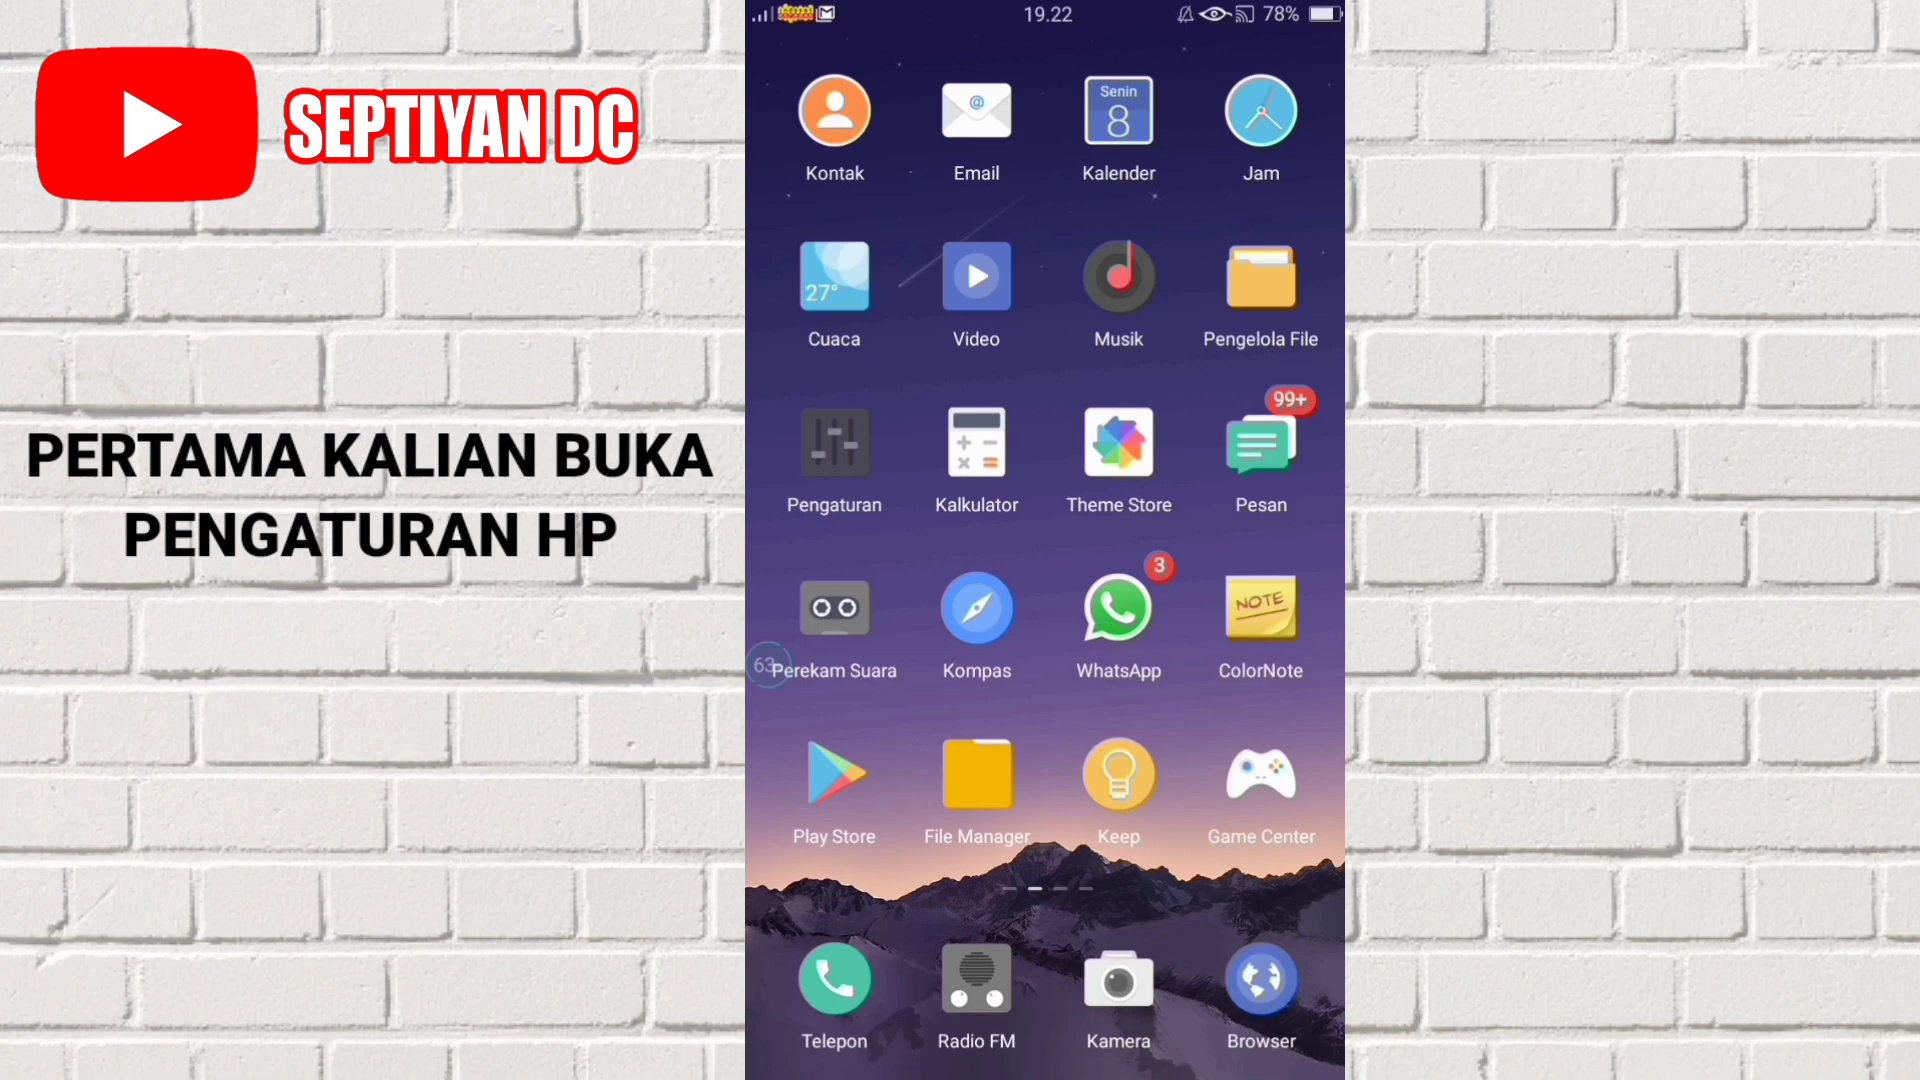 SEPTIYAN DC
PERTAMA KALIAN BUKA
PENGATURAN HP
19.22
78%
@
Senin
8
Kontak
Email
Kalender
Jam
27°
Cuaca
Video
Musik
Pengelola File
99+
Pengaturan
Kalkulator
Theme Store
Pesan
3
NOTE
63
Perekam Suara
Kompas
WhatsApp
ColorNote
Play Store
File Manager
Keep
Game Center
Telepon
Radio FM
Kamera
Browser